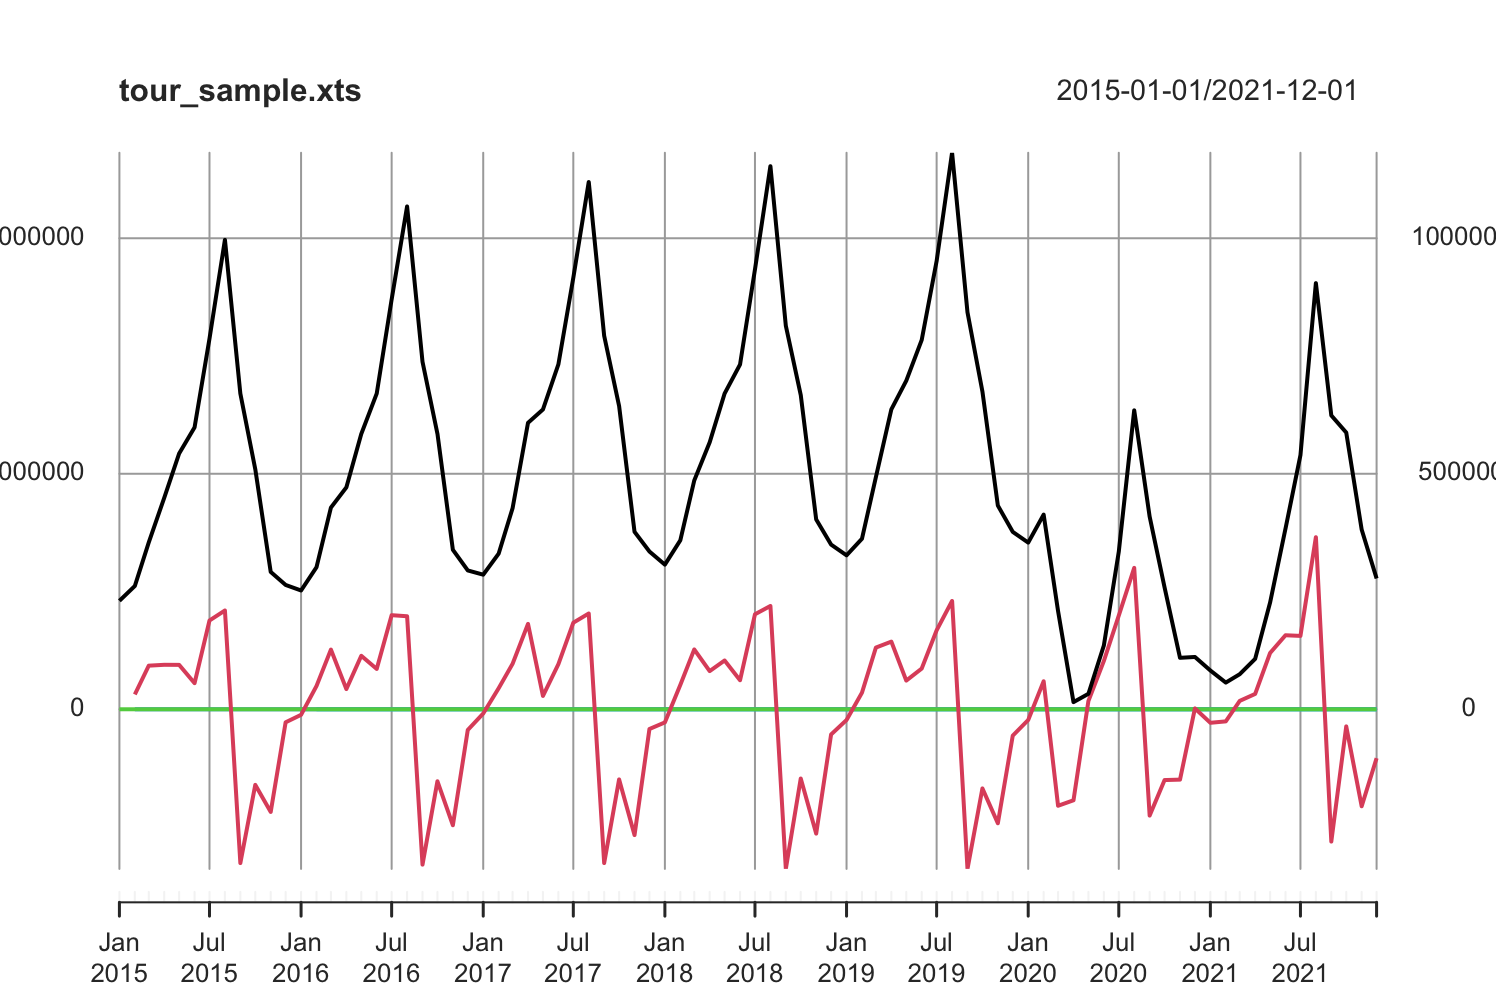 tour_sample.xts 2015-01-01/2021-12-01
000000 100000
000000 500000
0 0
Jan Jul Jan Jul Jan Jul Jan Jul Jan Jul Jan Jul Jan Jul
2015 2015 2016 2016 2017 2017 2018 2018 2019 2019 2020 2020 2021 2021